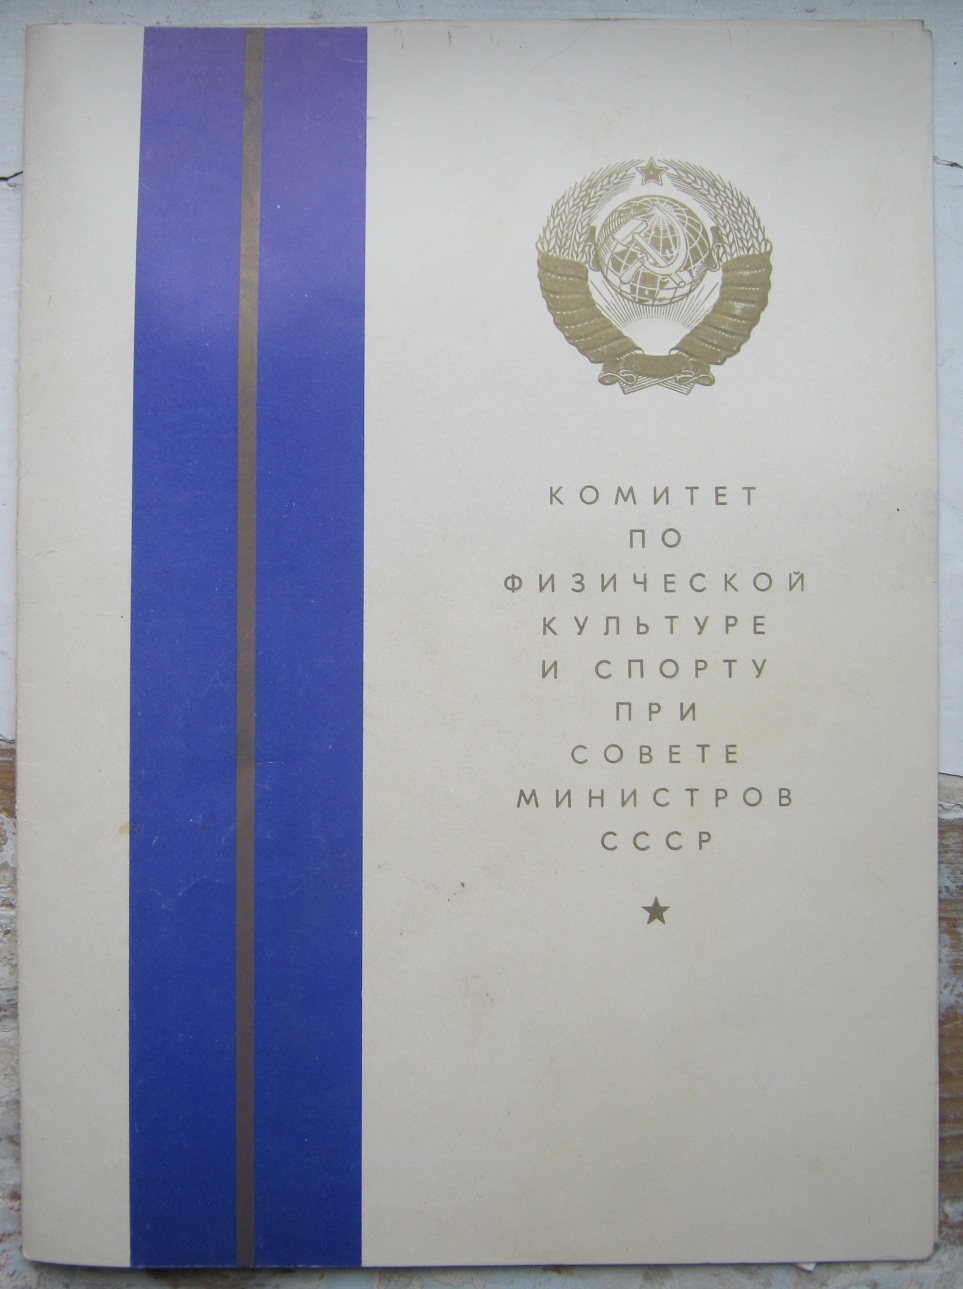 КОМИТЕТ
ПО
ФИЗИЧЕСКОЙ
КУЛЬТУРЕ
И СПОРТУ
ПРИ
СОВЕТЕ
МИНИСТРОВ
СССР